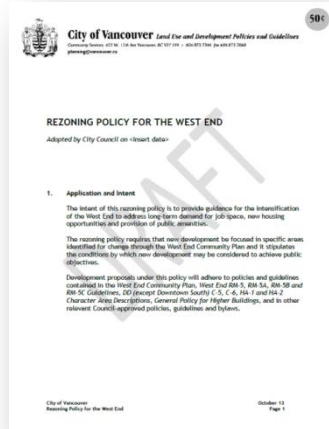 50¢
City of Vancouver Land Use and Development Policies and Guidelines
planning@vancouver.ca
REZONING POLICY FOR THE WEST END
Adopted by City Council on <insert date>
DRAFT
1. Application and Intent
The intent of this rezoning policy is to provide guidance for the intensification
of the West End to address long-term demand for job space, new housing
opportunities and provision of public amenities.
The rezoning policy requires that new development be focused in specific areas
identified for change through the West End Community Plan and it stipulates
the conditions by which new development may be considered to achieve public
objectives.
Development proposals under this policy will adhere to policies and guidelines
contained in the West End Community Plan, West End RM-5, RM-5A, RM-5B and
RM-5C Guidelines, DD (except Downtown South) C-5, C-6, HA-1 and HA-2
Character Area Descriptions, General Policy for Higher Buildings, and in other
relevant Council-approved policies, guidelines and bylaws.
City of Vancouver October 13
Rezoning Policy for the West End Page 1